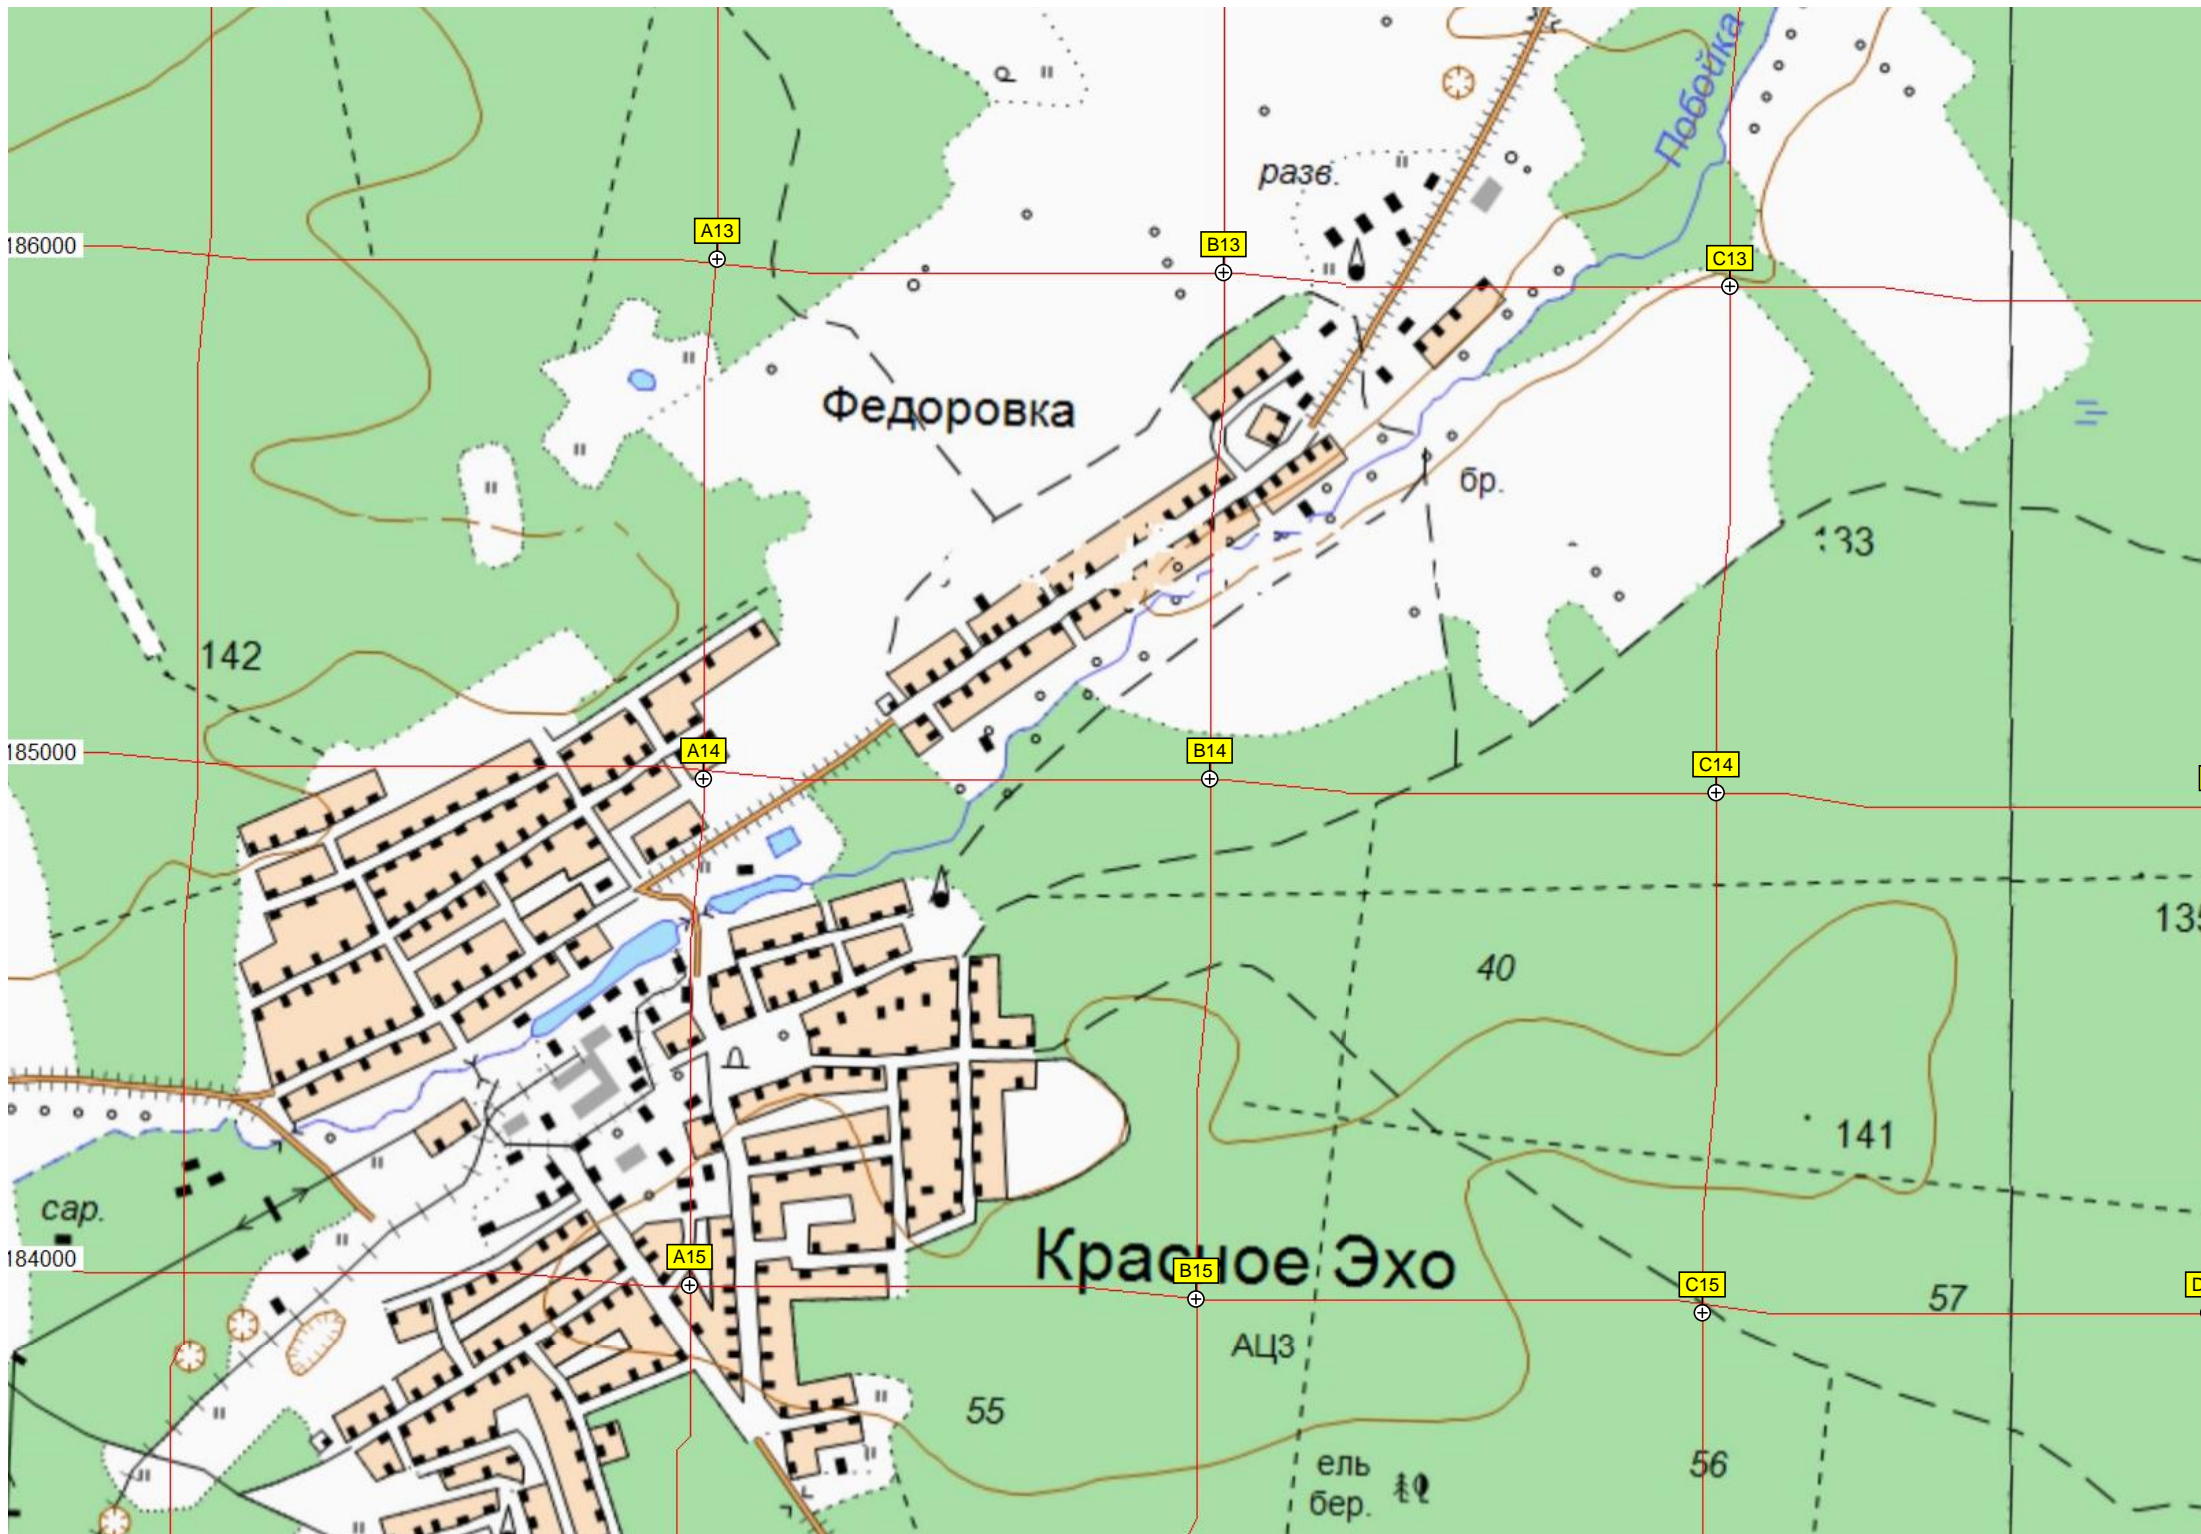 Побойка
разв.
A13
B13
C13
186000
Федоровка
бр.
133
142
A14
B14
C14
185000
135
40
141
сар.
Красное Эхо
A15
B15
C15
D
184000
57
АЦЗ
55
56
ель
бер.